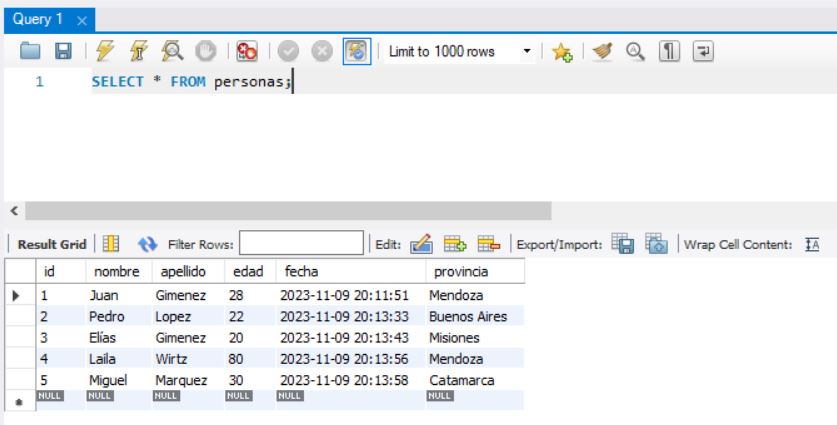 Query 1
Limit to 1000 rows
1 SELECT * FROM personas;
Result Grid Filter Rows: Edit: Export/Import: Wrap Cell Content:
id nombre apellido edad fecha provincia
1 Juan Gimenez 28 2023-11-09 20:11:51 Mendoza
2 Pedro Lopez 22 2023-11-09 20:13:33 Buenos Aires
3 Elías Gimenez 20 2023-11-09 20:13:43 Misiones
4 Laila Wirtz 80 2023-11-09 20:13:56 Mendoza
5 Miguel Marquez 30 2023-11-09 20:13:58 Catamarca
NULL NULL NULL NULL NULL NULL